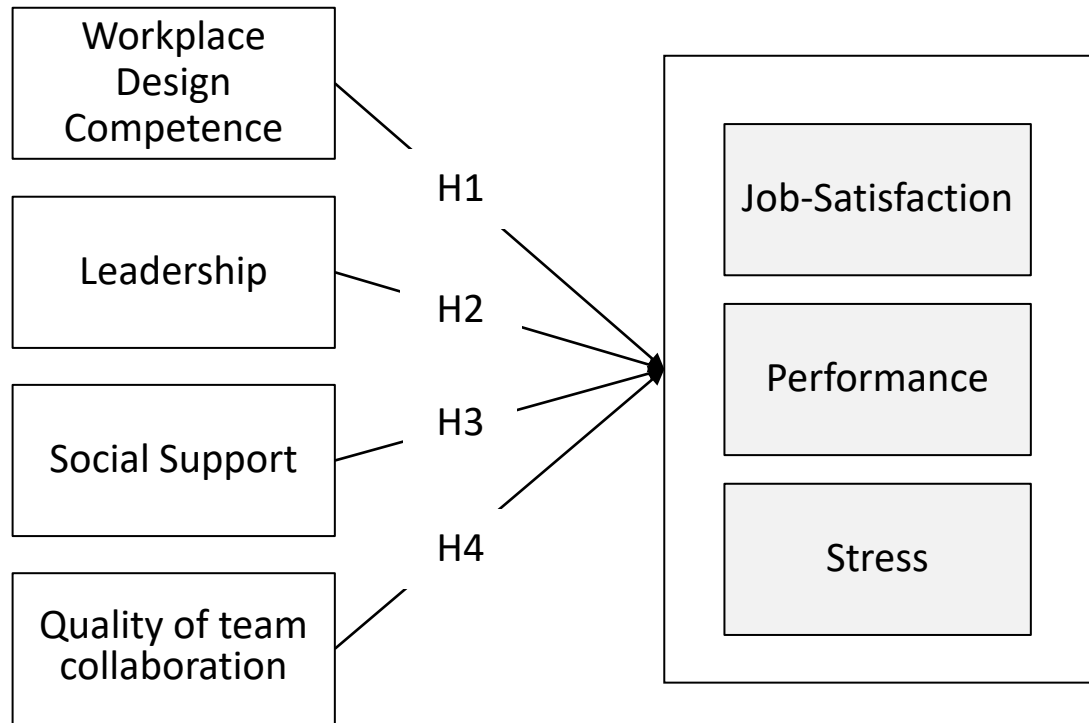 Workplace
Design
Competence
Leadership
Social Support
Quality of team
collaboration
H1
H2
H3
H4
Job-Satisfaction
Performance
Stress